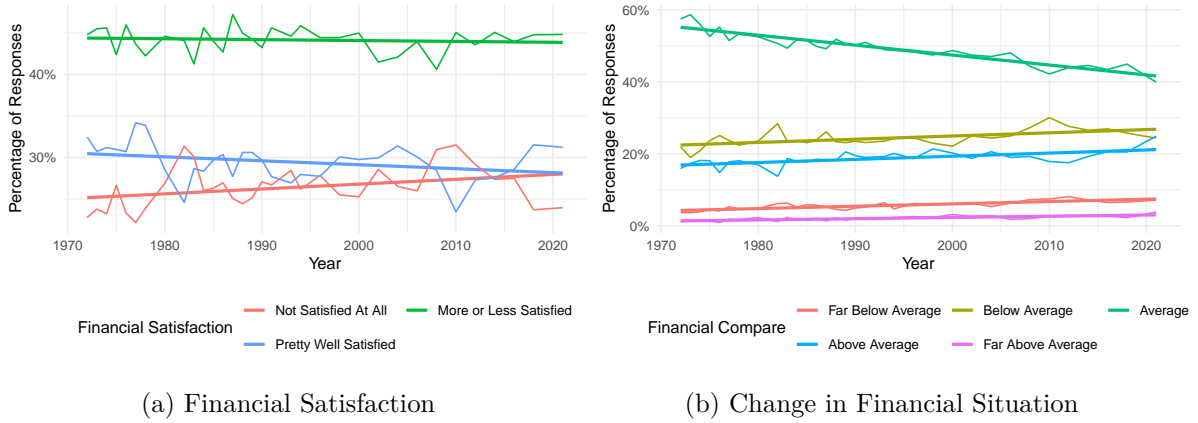 Percentage of Responses
40%
30%
1970 1980 1990 2000 2010 2020
Year
Financial Satisfaction
Not Satisfied At All
More or Less Satisfied
Pretty Well Satisfied
(a) Financial Satisfaction
Percentage of Responses
60%
40%
20%
0%
1970 1980 1990 2000 2010 2020
Year
Financial Compare
Far Below Average
Below Average
Average
Above Average
Far Above Average
(b) Change in Financial Situation